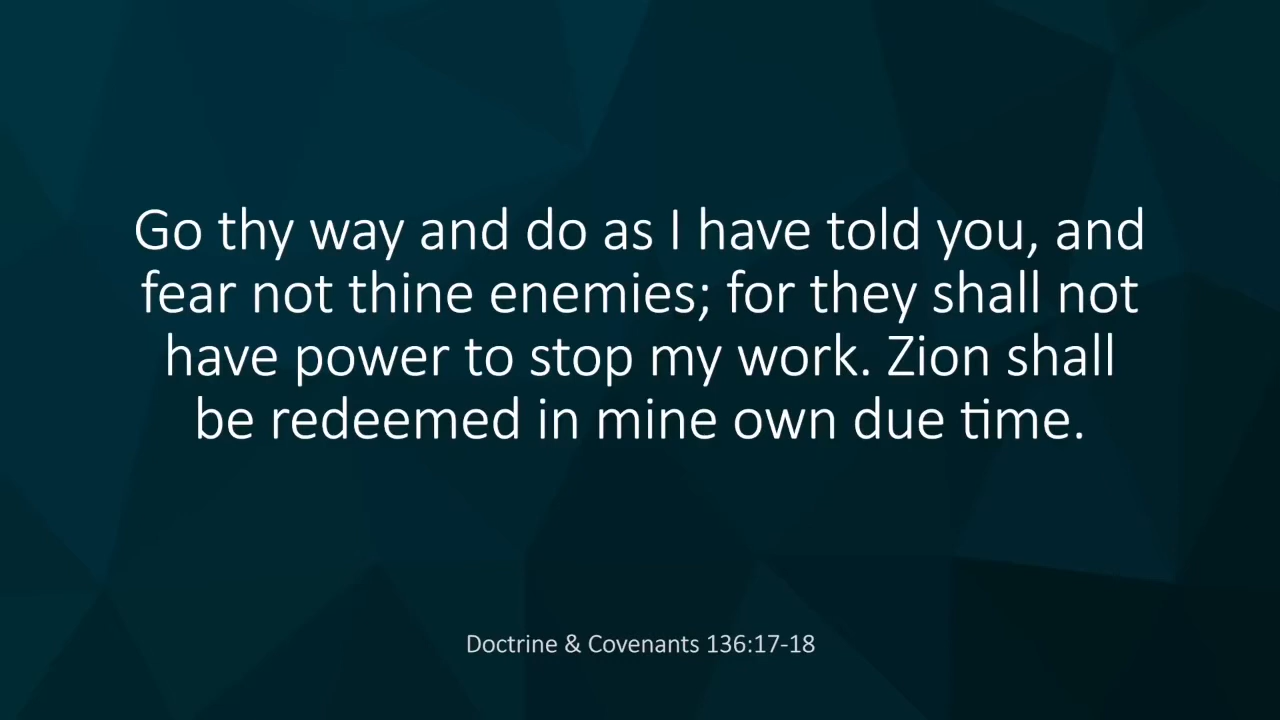 Go thy way and do as I have told you, and
fear not thine enemies; for they shall not
have power to stop my work. Zion shall
be redeemed in mine own due time.
Doctrine & Covenants 136:17-18